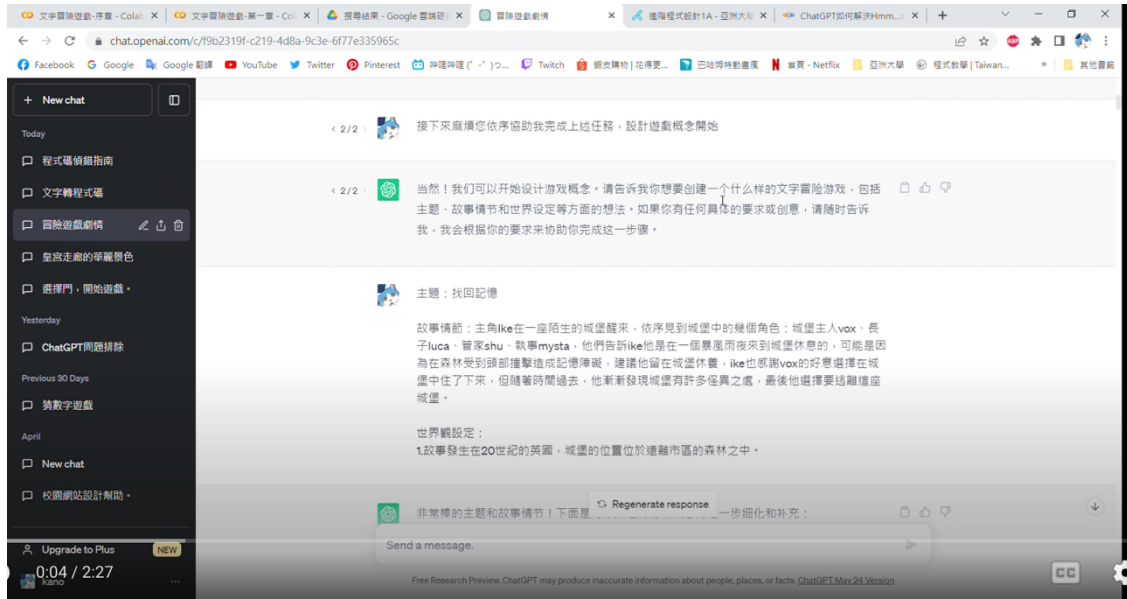 文字冒險遊戲-序章 - Colab
文字冒險遊戲-第一章 - Col
搜尋結果 - Google 雲端硬
冒險遊戲劇情
進階程式設計1A - 亞洲大
ChatGPT如何解決Hmm...s
chat.openai.com/c/f9b2319f-c219-4d8a-9c3e-6f77e335965c
Facebook Google Google 翻譯 YouTube Twitter Pinterest 嗶哩嗶哩 (゜-゜)つ... Twitch 蝦皮購物 | 花得更... 巴哈姆特動畫瘋 首頁 - Netflix 亞洲大學 程式教學 | Taiwan... » 其他書籤
+ New chat
Today
程式碼偵錯指南
文字轉程式碼
冒險遊戲劇情
皇宮走廊的華麗景色
選擇門，開始遊戲。
Yesterday
ChatGPT問題排除
Previous 30 Days
猜數字遊戲
April
New chat
校園網站設計幫助。
Upgrade to Plus NEW
kano
0:04 / 2:27
< 2/2 > 接下來麻煩您依序協助我完成上述任務，設計遊戲概念開始
< 2/2 > 当然！我们可以开始设计游戏概念。请告诉我你想要创建一个什么样的文字冒险游戏，包括
主题、故事情节和世界设定等方面的想法。如果你有任何具体的要求或创意，请随时告诉
我，我会根据你的要求来协助你完成这一步骤。
主題：找回記憶
故事情節：主角Ike在一座陌生的城堡醒來，依序見到城堡中的幾個角色：城堡主人vox、長
子luca、管家shu、執事mysta，他們告訴ike他是在一個暴風雨夜來到城堡休息的，可能是因
為在森林受到頭部撞擊造成記憶障礙，建議他留在城堡休養，ike也感謝vox的好意選擇在城
堡中住了下來，但隨著時間過去，他漸漸發現城堡有許多怪異之處，最後他選擇要逃離這座
城堡。
世界觀設定：
1.故事發生在20世紀的英國，城堡的位置位於遠離市區的森林之中。
非常棒的主题和故事情节！下面是
一步细化和补充：
Regenerate response
Send a message.
Free Research Preview. ChatGPT may produce inaccurate information about people, places, or facts. ChatGPT May 24 Version
CC